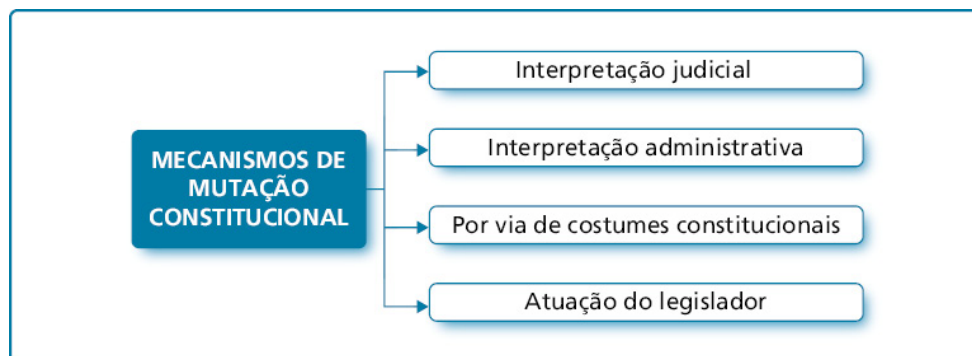 MECANISMOS DE
MUTAÇÃO
CONSTITUCIONAL
Interpretação judicial
Interpretação administrativa
Por via de costumes constitucionais
Atuação do legislador